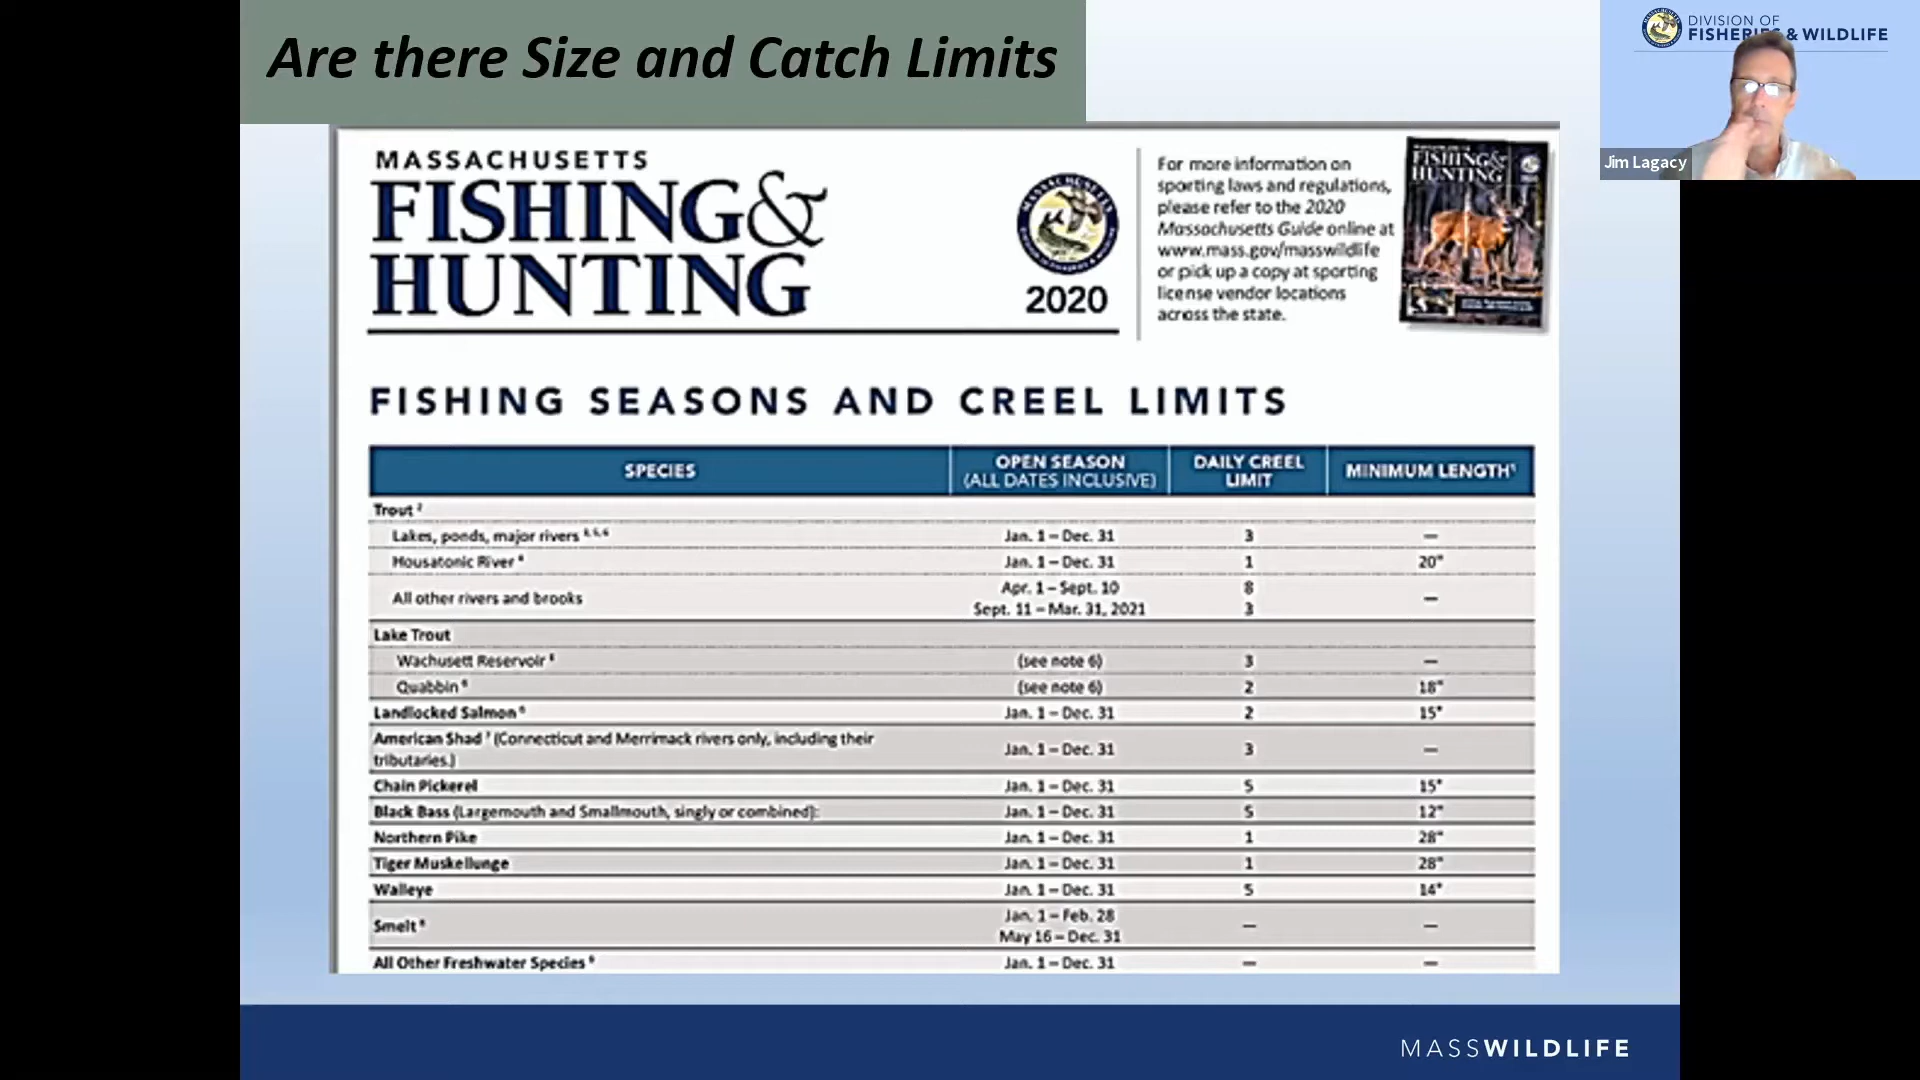 Are there Size and Catch Limits
DIVISION OF
FISHERIES & WILDLIFE
Jim Lagacy
MASSACHUSETTS
FISHING &
HUNTING
2020
For more information on
sporting laws and regulations,
please refer to the 2020
Massachusetts Guide online at
www.mass.gov/masswildlife
or pick up a copy at sporting
license vendor locations
across the state.
FISHING &
HUNTING
FISHING SEASONS AND CREEL LIMITS
SPECIES OPEN SEASON (ALL DATES INCLUSIVE) DAILY CREEL LIMIT MINIMUM LENGTH¹
Trout ²
Lakes, ponds, major rivers Jan. 1 – Dec. 31 3 —
Housatonic River Jan. 1 – Dec. 31 1 20"
All other rivers and brooks Apr. 1 – Sept. 10 8 —
Sept. 11 – Mar. 31, 2021 3
Lake Trout
Wachusett Reservoir (see note 6) 3 —
Quabbin (see note 6) 2 18"
Landlocked Salmon Jan. 1 – Dec. 31 2 15"
American Shad (Connecticut and Merrimack rivers only, including their
tributaries.) Jan. 1 – Dec. 31 3 —
Chain Pickerel Jan. 1 – Dec. 31 5 15"
Black Bass (Largemouth and Smallmouth, singly or combined): Jan. 1 – Dec. 31 5 12"
Northern Pike Jan. 1 – Dec. 31 1 28"
Tiger Muskellunge Jan. 1 – Dec. 31 1 28"
Walleye Jan. 1 – Dec. 31 5 14"
Smelt Jan. 1 – Feb. 28 — —
May 16 – Dec. 31
All Other Freshwater Species Jan. 1 – Dec. 31 — —
MASSWILDLIFE